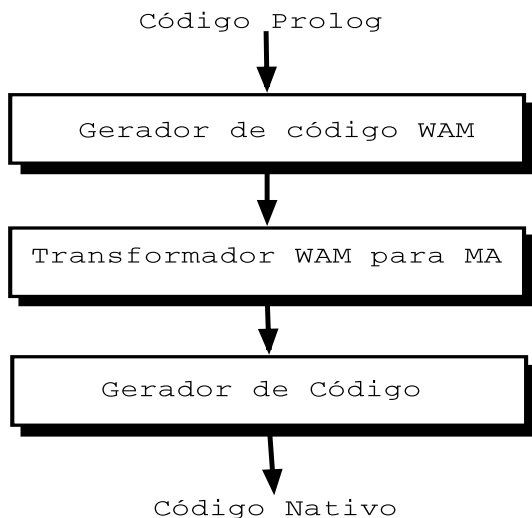 Código Prolog
Gerador de código WAM
Transformador WAM para MA
Gerador de Código
Código Nativo